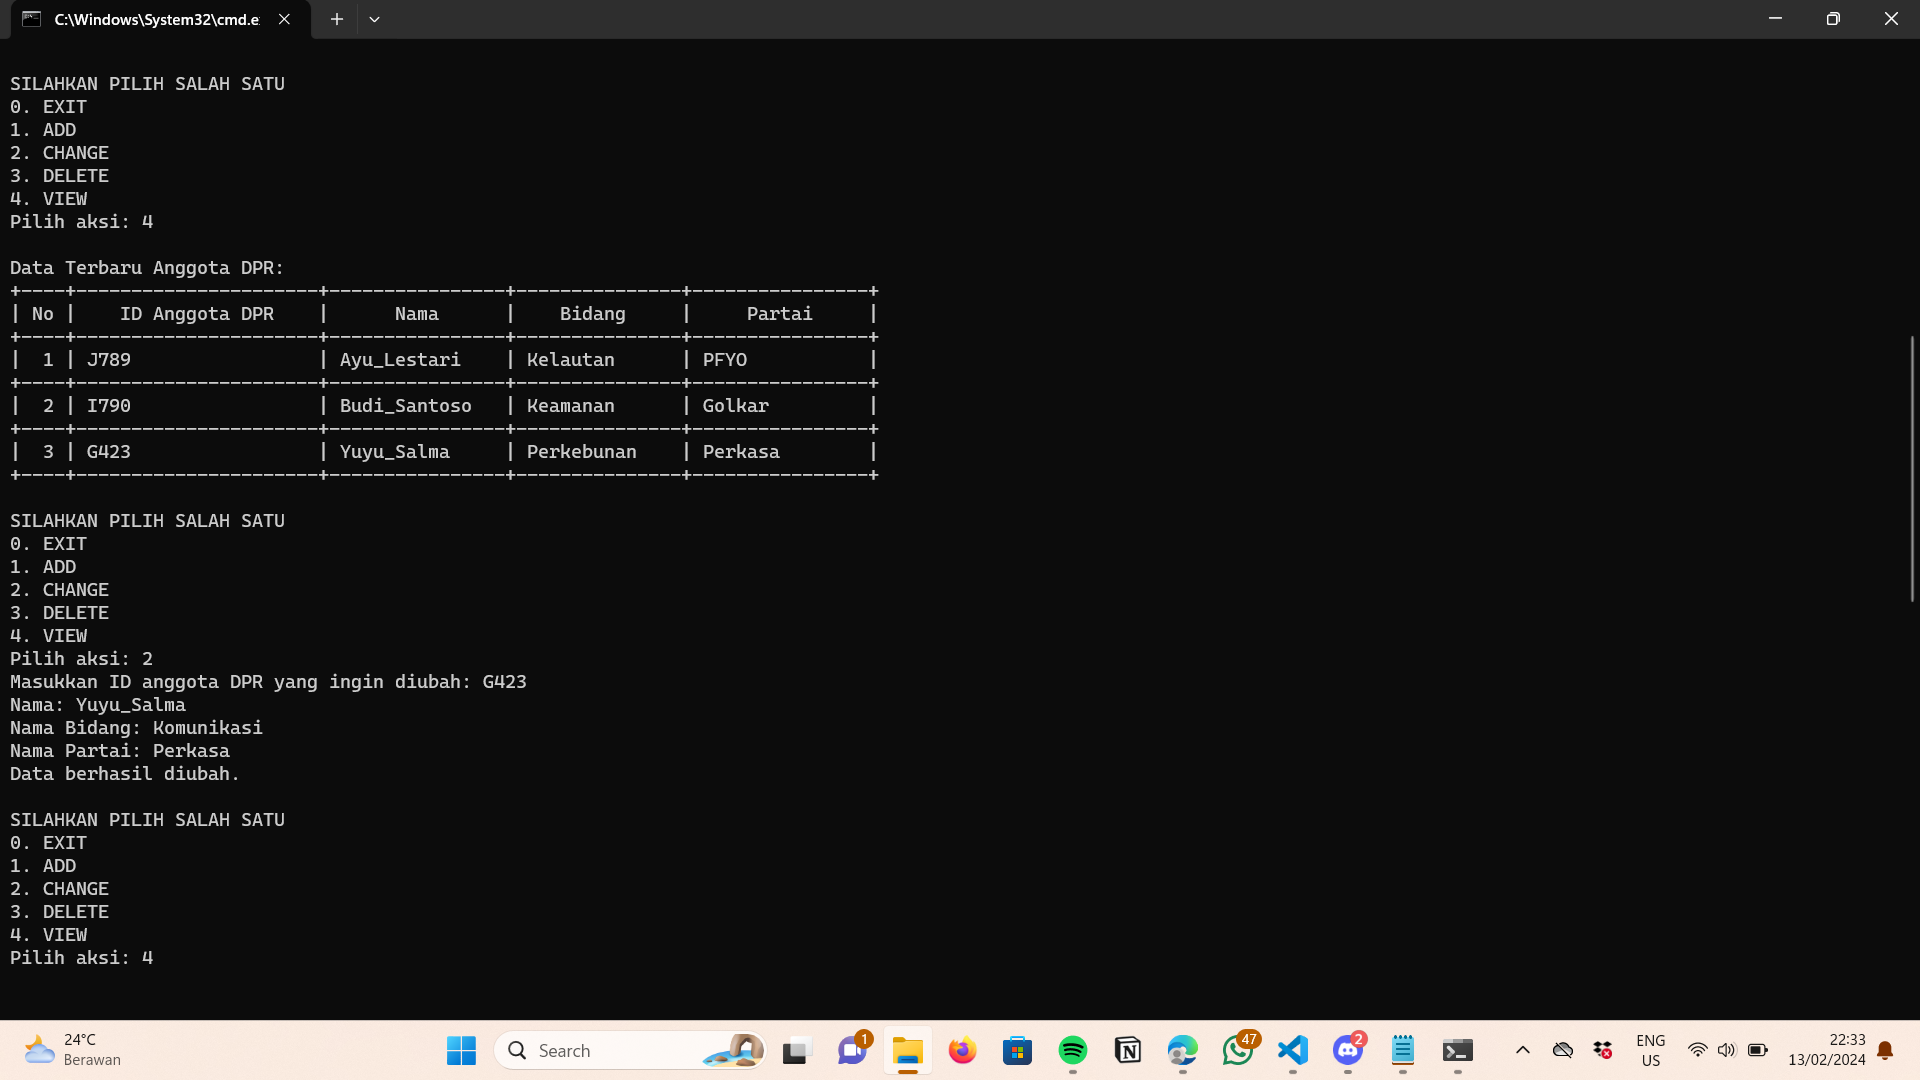 C:\Windows\System32\cmd.e
SILAHKAN PILIH SALAH SATU
0. EXIT
1. ADD
2. CHANGE
3. DELETE
4. VIEW
Pilih aksi: 4
Data Terbaru Anggota DPR:
+----+----------------------+----------------+---------------+----------------+
| No |    ID Anggota DPR    |      Nama      |    Bidang     |     Partai     |
+----+----------------------+----------------+---------------+----------------+
|  1 | J789                 | Ayu_Lestari    | Kelautan      | PFYO           |
+----+----------------------+----------------+---------------+----------------+
|  2 | I790                 | Budi_Santoso   | Keamanan      | Golkar         |
+----+----------------------+----------------+---------------+----------------+
|  3 | G423                 | Yuyu_Salma     | Perkebunan    | Perkasa        |
+----+----------------------+----------------+---------------+----------------+
SILAHKAN PILIH SALAH SATU
0. EXIT
1. ADD
2. CHANGE
3. DELETE
4. VIEW
Pilih aksi: 2
Masukkan ID anggota DPR yang ingin diubah: G423
Nama: Yuyu_Salma
Nama Bidang: Komunikasi
Nama Partai: Perkasa
Data berhasil diubah.
SILAHKAN PILIH SALAH SATU
0. EXIT
1. ADD
2. CHANGE
3. DELETE
4. VIEW
Pilih aksi: 4
24°C
Berawan
Search
1
47
2
ENG
US
22:33
13/02/2024